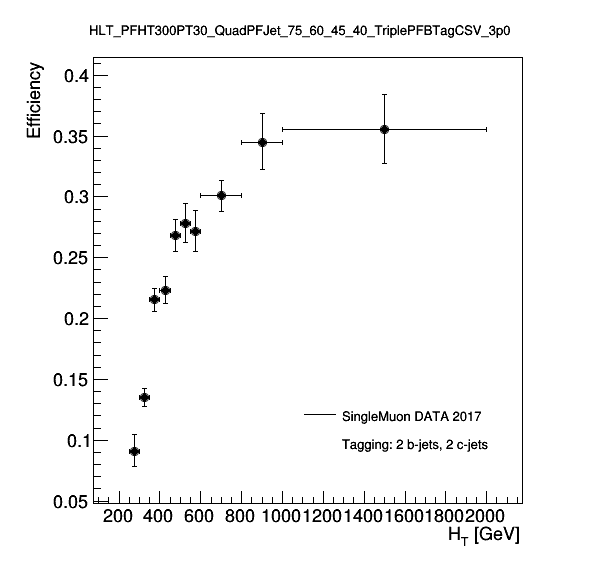 HLT_PFHT300PT30_QuadPFJet_75_60_45_40_TriplePFBTagCSV_3p0
Efficiency
0.4
0.35
0.3
0.25
0.2
0.15
0.1
0.05
SingleMuon DATA 2017
Tagging: 2 b-jets, 2 c-jets
200 400 600 800 1000 1200 1400 1600 1800 2000
H_T [GeV]